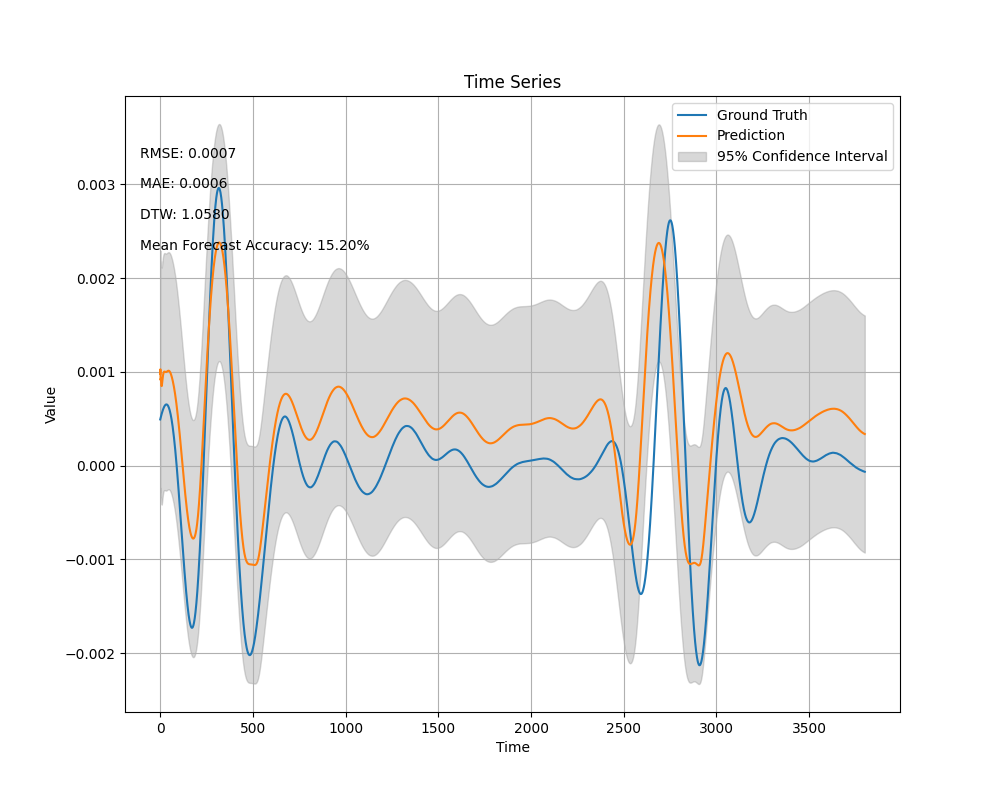 Time Series
Ground Truth
Prediction
95% Confidence Interval
RMSE: 0.0007
MAE: 0.0006
DTW: 1.0580
Mean Forecast Accuracy: 15.20%
Value
0.003
0.002
0.001
0.000
−0.001
−0.002
0 500 1000 1500 2000 2500 3000 3500
Time